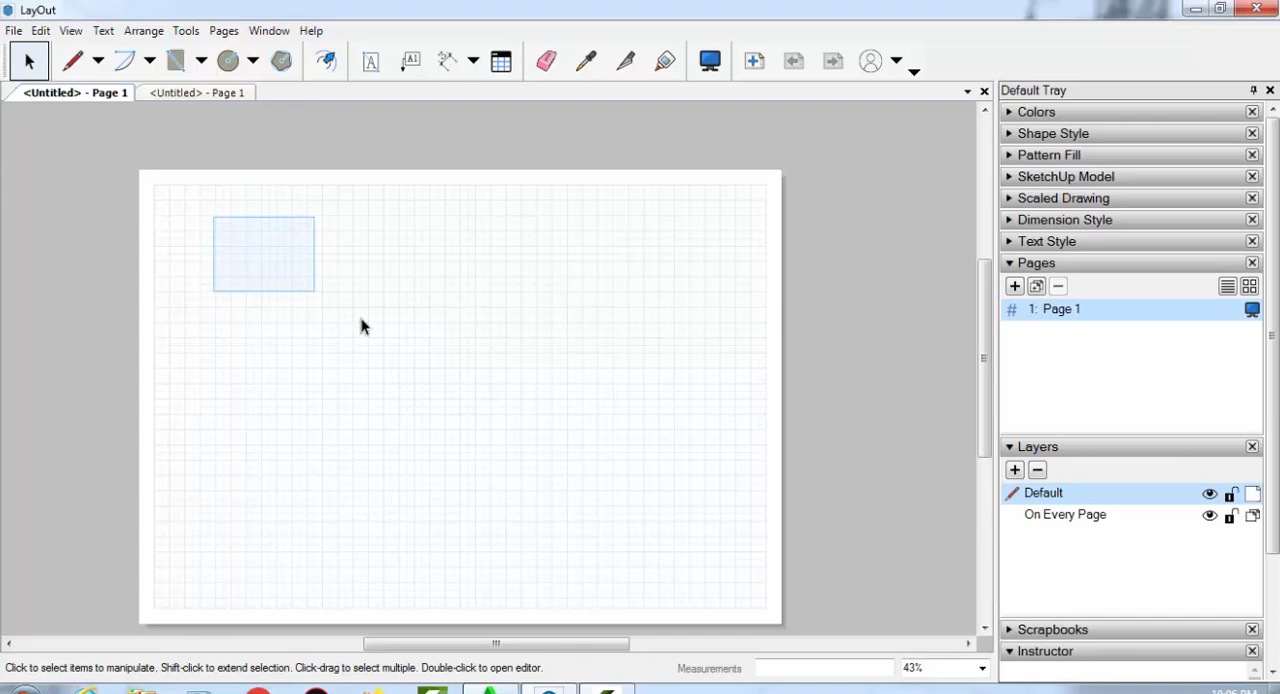 LayOut
File Edit View Text Arrange Tools Pages Window Help
A A1
<Untitled> - Page 1 <Untitled> - Page 1
Default Tray
Colors
Shape Style
Pattern Fill
SketchUp Model
Scaled Drawing
Dimension Style
Text Style
Pages
# 1: Page 1
Layers
Default
On Every Page
Scrapbooks
Instructor
Click to select items to manipulate. Shift-click to extend selection. Click-drag to select multiple. Double-click to open editor. Measurements 43%